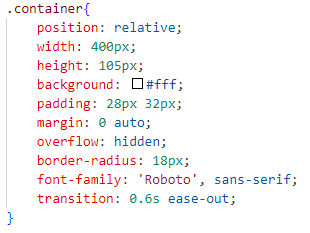 .container{
position: relative;
width: 400px;
height: 105px;
background: #fff;
padding: 28px 32px;
margin: 0 auto;
overflow: hidden;
border-radius: 18px;
font-family: 'Roboto', sans-serif;
transition: 0.6s ease-out;
}